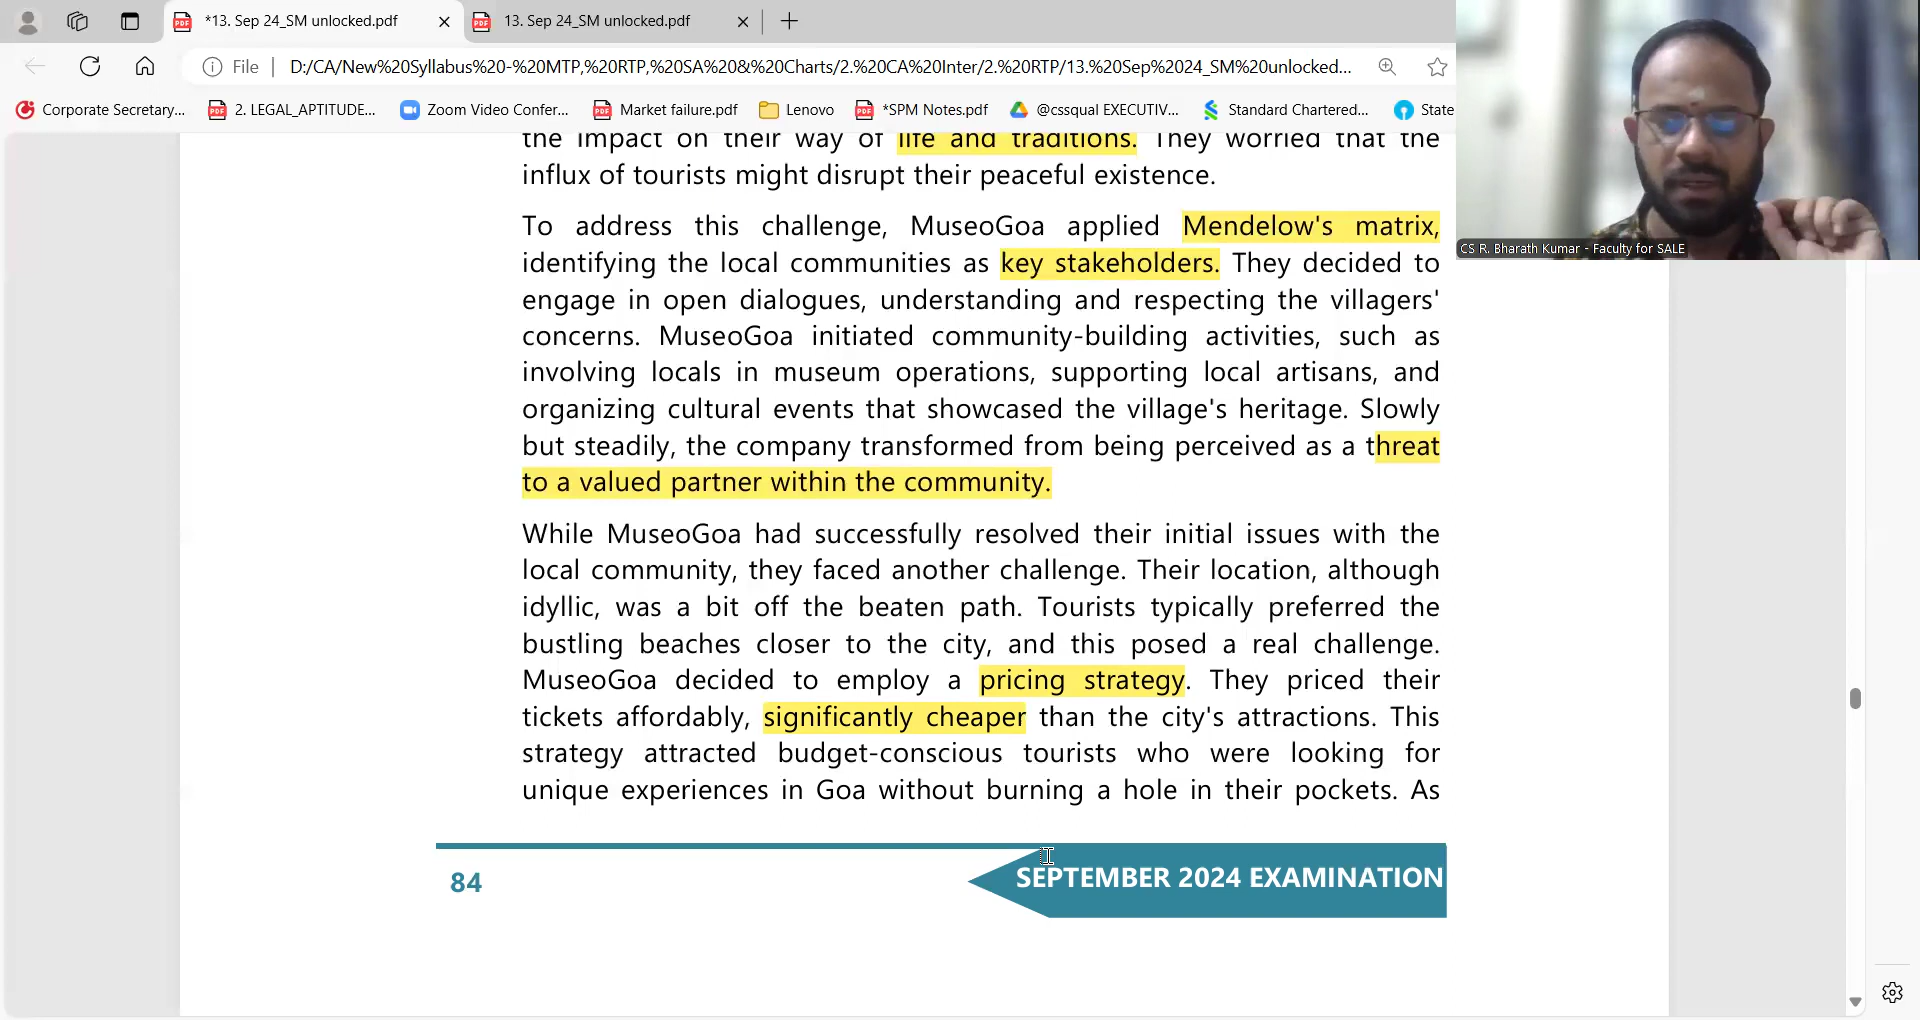 *13. Sep 24_SM unlocked.pdf
13. Sep 24_SM unlocked.pdf
File
D:/CA/New%20Syllabus%20-%20MTP,%20RTP,%20SA%20&%20Charts/2.%20CA%20Inter/2.%20RTP/13.%20Sep%2024_SM%20unlocked...
Corporate Secretary...
2. LEGAL_APTITUDE...
Zoom Video Confer...
Market failure.pdf
Lenovo
*SPM Notes.pdf
@cssqual EXECUTIV...
Standard Chartered...
State
CS R. Bharath Kumar - Faculty for SALE
the impact on their way of life and traditions. They worried that the
influx of tourists might disrupt their peaceful existence.
To address this challenge, MuseoGoa applied Mendelow's matrix,
identifying the local communities as key stakeholders. They decided to
engage in open dialogues, understanding and respecting the villagers'
concerns. MuseoGoa initiated community-building activities, such as
involving locals in museum operations, supporting local artisans, and
organizing cultural events that showcased the village's heritage. Slowly
but steadily, the company transformed from being perceived as a threat
to a valued partner within the community.
While MuseoGoa had successfully resolved their initial issues with the
local community, they faced another challenge. Their location, although
idyllic, was a bit off the beaten path. Tourists typically preferred the
bustling beaches closer to the city, and this posed a real challenge.
MuseoGoa decided to employ a pricing strategy. They priced their
tickets affordably, significantly cheaper than the city's attractions. This
strategy attracted budget-conscious tourists who were looking for
unique experiences in Goa without burning a hole in their pockets. As
84
SEPTEMBER 2024 EXAMINATION